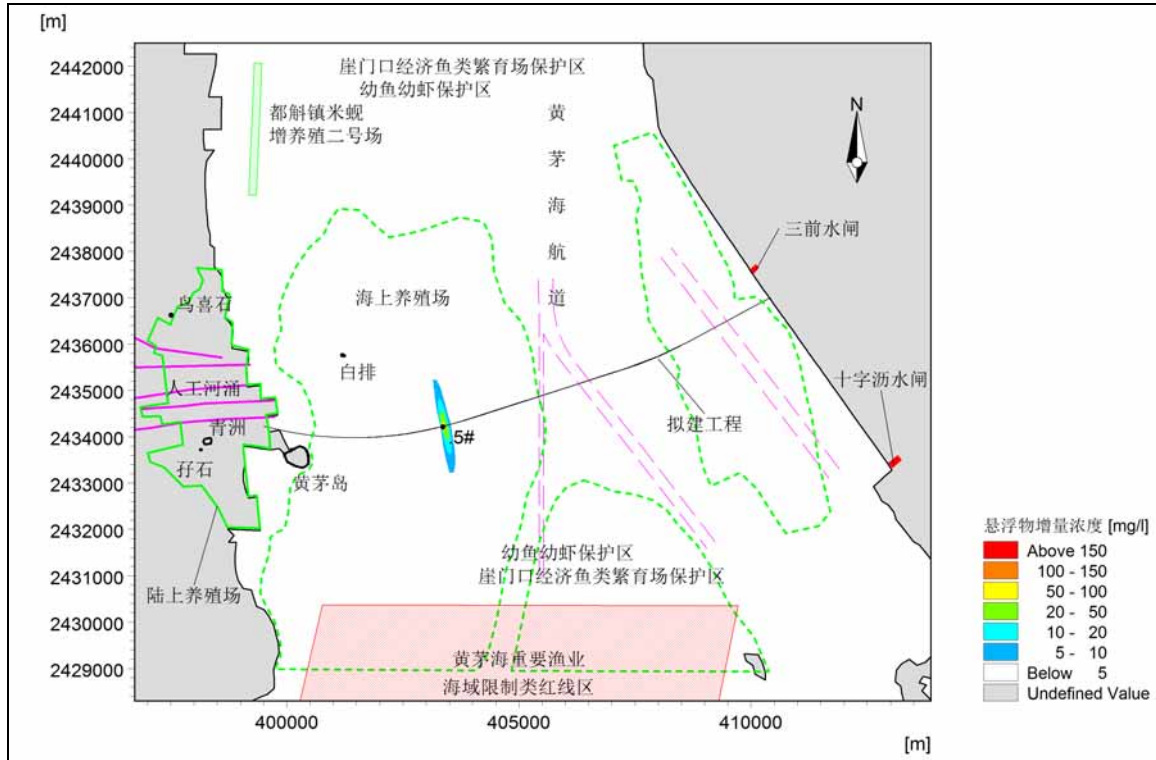 [m]
2442000
2441000
2440000
2439000
2438000
2437000
2436000
2435000
2434000
2433000
2432000
2431000
2430000
2429000
崖门口经济鱼类繁育场保护区
幼鱼幼虾保护区
都斛镇米蚬
增养殖二号场
黄
茅
海
航
道
N
三前水闸
海上养殖场
鸟喜石
白排
人工河涌
青洲
5#
拟建工程
十字沥水闸
孖石
黄茅岛
陆上养殖场
幼鱼幼虾保护区
崖门口经济鱼类繁育场保护区
黄茅海重要渔业
海域限制类红线区
400000
405000
410000
[m]
悬浮物增量浓度 [mg/l]
Above 150
100 - 150
50 - 100
20 - 50
10 - 20
5 - 10
Below 5
Undefined Value